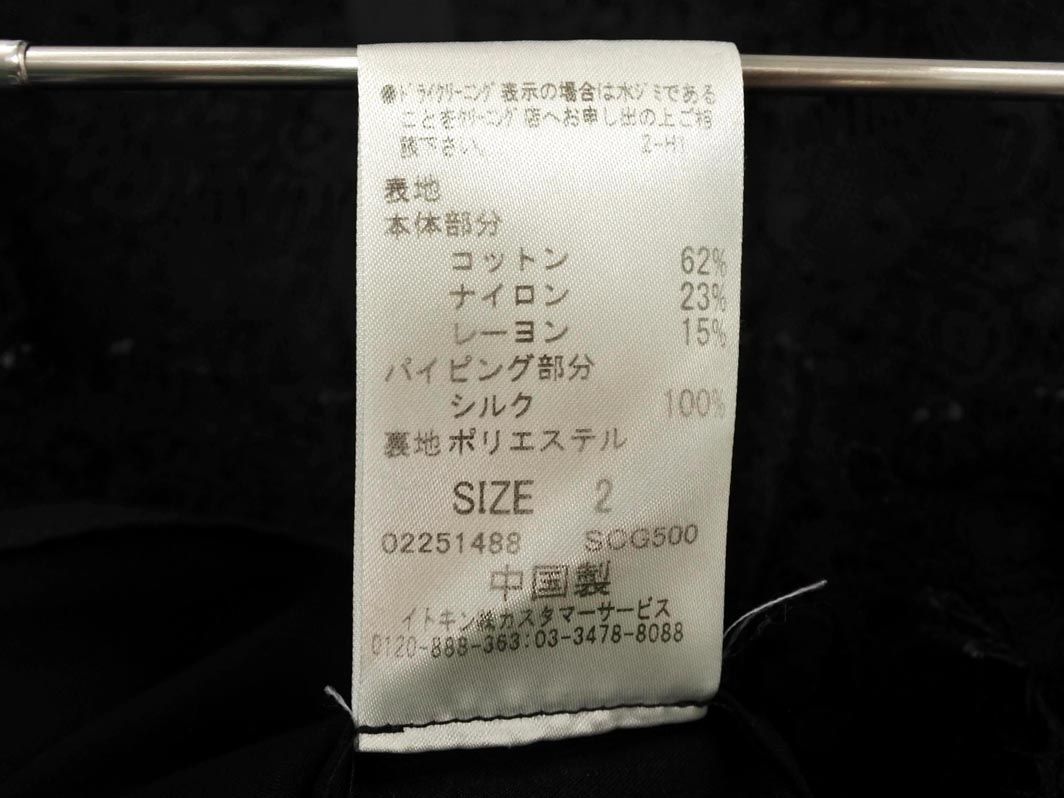 ※ドライクリーニング表示の場合は水ジミである
ことをクリーニング店へお申し出の上ご相
談下さい。 Z-H1
表地
本体部分
コットン 62%
ナイロン 23%
レーヨン 15%
パイピング部分
シルク 100%
裏地 ポリエステル
SIZE 2
02251488 SCG500
中国製
イトキン㈱カスタマーサービス
0120-888-363:03-3478-8088